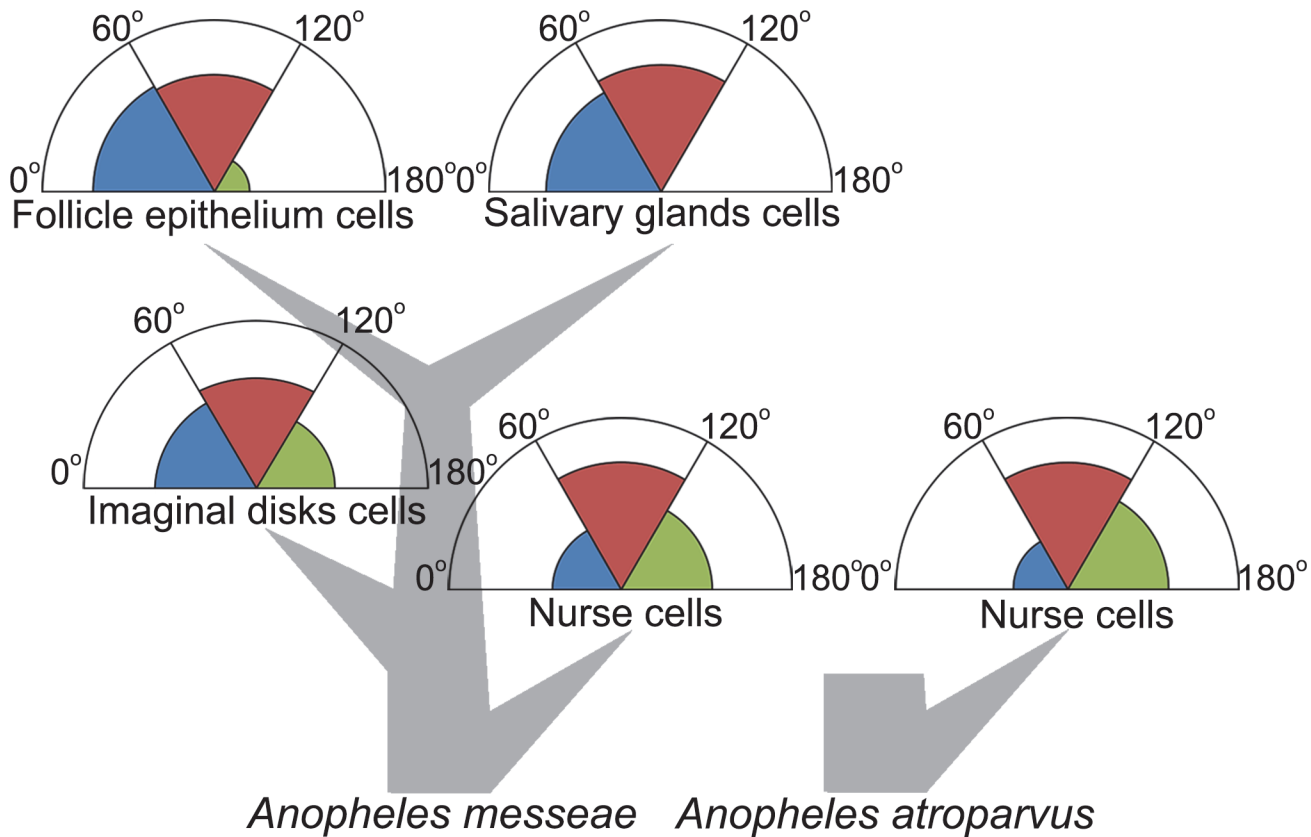 60° 120° 60° 120°
0° 180° 0° 180°
Follicle epithelium cells Salivary glands cells
60° 120°
0° 180°
Imaginal disks cells
60° 120° 60° 120°
0° 180° 0° 180°
Nurse cells Nurse cells
Anopheles messeae Anopheles atroparvus